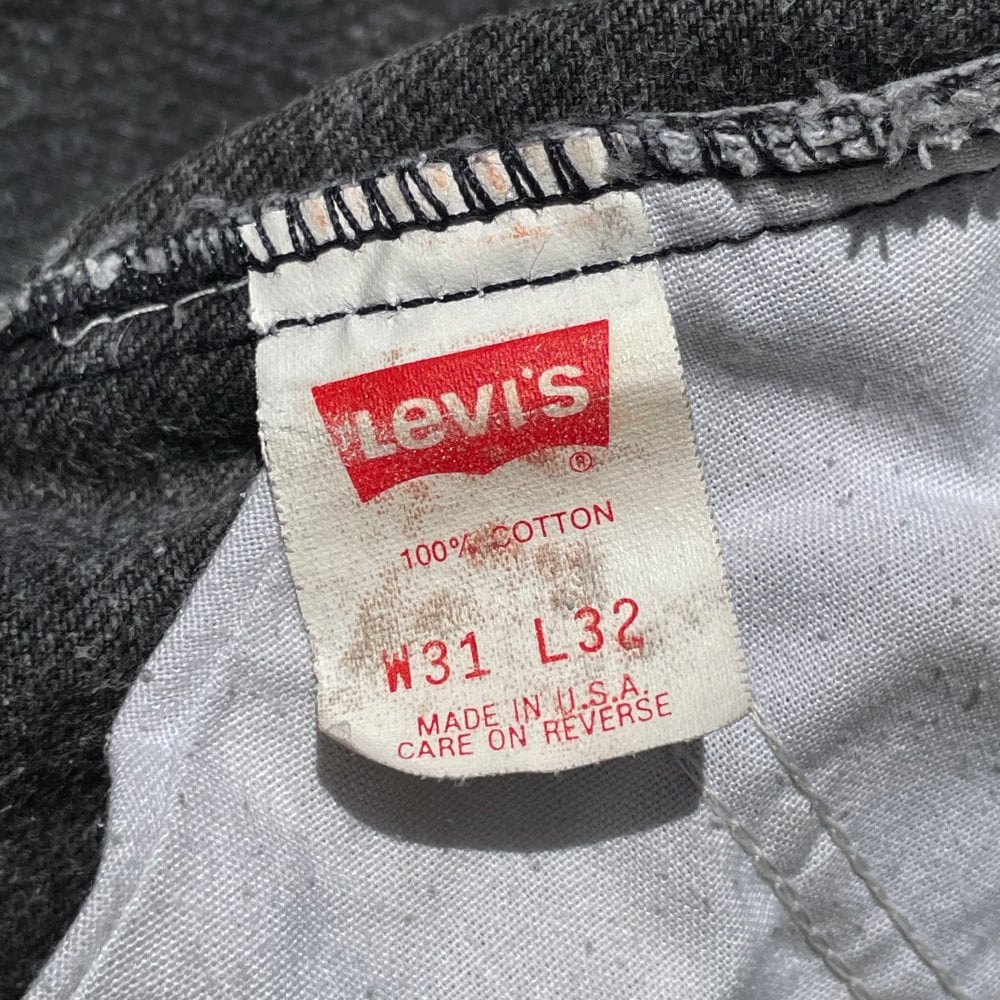 Levi's
®
100% COTTON
W31 L32
MADE IN U.S.A.
CARE ON REVERSE